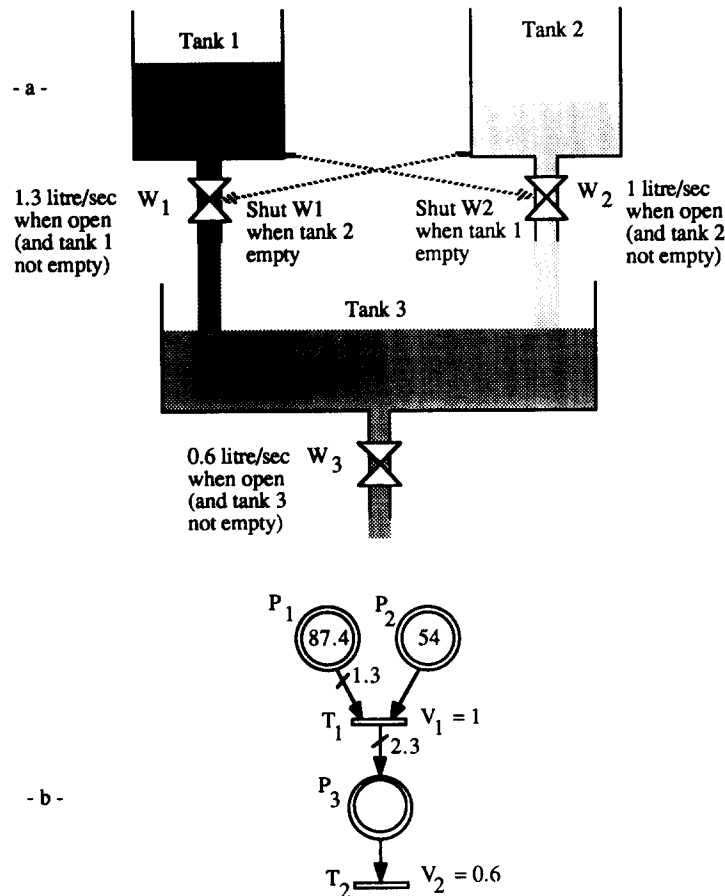 Tank 1
Tank 2
- a -
1.3 litre/sec
when open
(and tank 1
not empty)
W1
Shut W1
when tank 2
empty
Shut W2
when tank 1
empty
W2
1 litre/sec
when open
(and tank 2
not empty)
Tank 3
0.6 litre/sec
when open
(and tank 3
not empty)
W3
P1
87.4
P2
54
1.3
T1
V1 = 1
2.3
- b -
P3
T2
V2 = 0.6